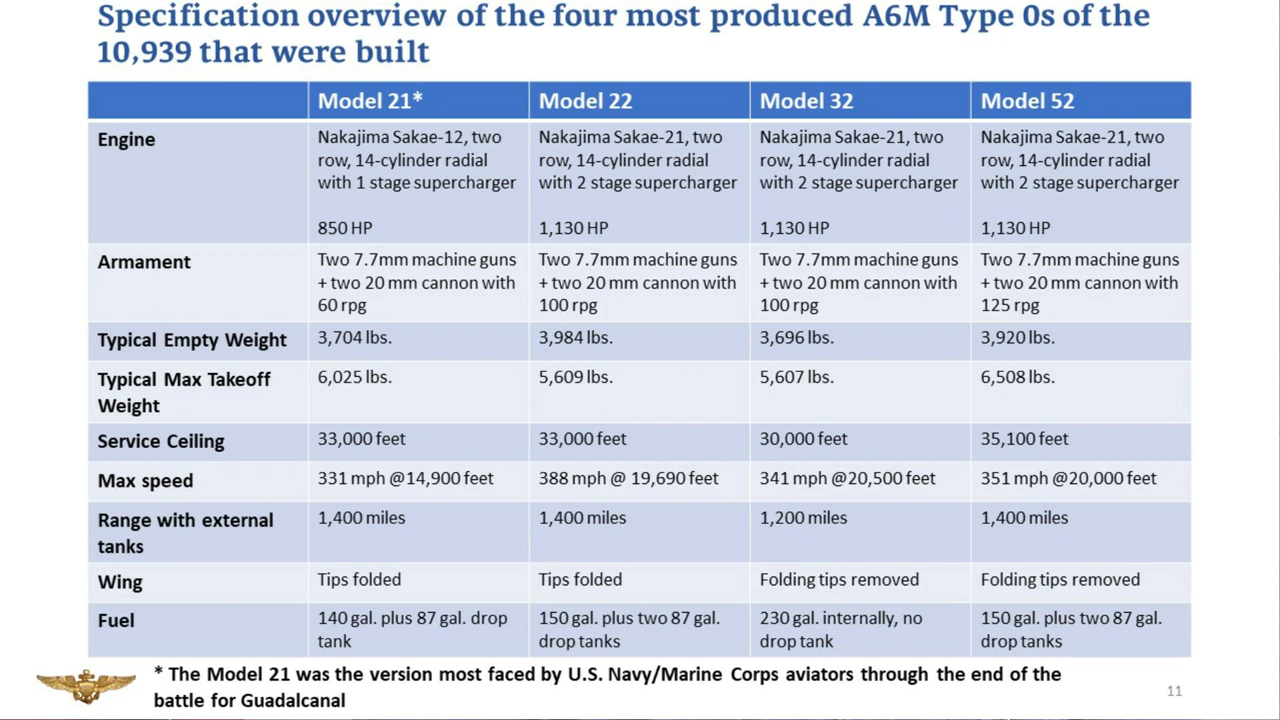 Specification overview of the four most produced A6M Type 0s of the
10,939 that were built
Model 21*
Model 22
Model 32
Model 52
Engine
Nakajima Sakae-12, two
row, 14-cylinder radial
with 1 stage supercharger
850 HP
Nakajima Sakae-21, two
row, 14-cylinder radial
with 2 stage supercharger
1,130 HP
Nakajima Sakae-21, two
row, 14-cylinder radial
with 2 stage supercharger
1,130 HP
Nakajima Sakae-21, two
row, 14-cylinder radial
with 2 stage supercharger
1,130 HP
Armament
Two 7.7mm machine guns
+ two 20 mm cannon with
60 rpg
Two 7.7mm machine guns
+ two 20 mm cannon with
100 rpg
Two 7.7mm machine guns
+ two 20 mm cannon with
100 rpg
Two 7.7mm machine guns
+ two 20 mm cannon with
125 rpg
Typical Empty Weight
3,704 lbs.
3,984 lbs.
3,696 lbs.
3,920 lbs.
Typical Max Takeoff
Weight
6,025 lbs.
5,609 lbs.
5,607 lbs.
6,508 lbs.
Service Ceiling
33,000 feet
33,000 feet
30,000 feet
35,100 feet
Max speed
331 mph @14,900 feet
388 mph @ 19,690 feet
341 mph @20,500 feet
351 mph @20,000 feet
Range with external
tanks
1,400 miles
1,400 miles
1,200 miles
1,400 miles
Wing
Tips folded
Tips folded
Folding tips removed
Folding tips removed
Fuel
140 gal. plus 87 gal. drop
tank
150 gal. plus two 87 gal.
drop tanks
230 gal. internally, no
drop tank
150 gal. plus two 87 gal.
drop tanks
* The Model 21 was the version most faced by U.S. Navy/Marine Corps aviators through the end of the
battle for Guadalcanal
11